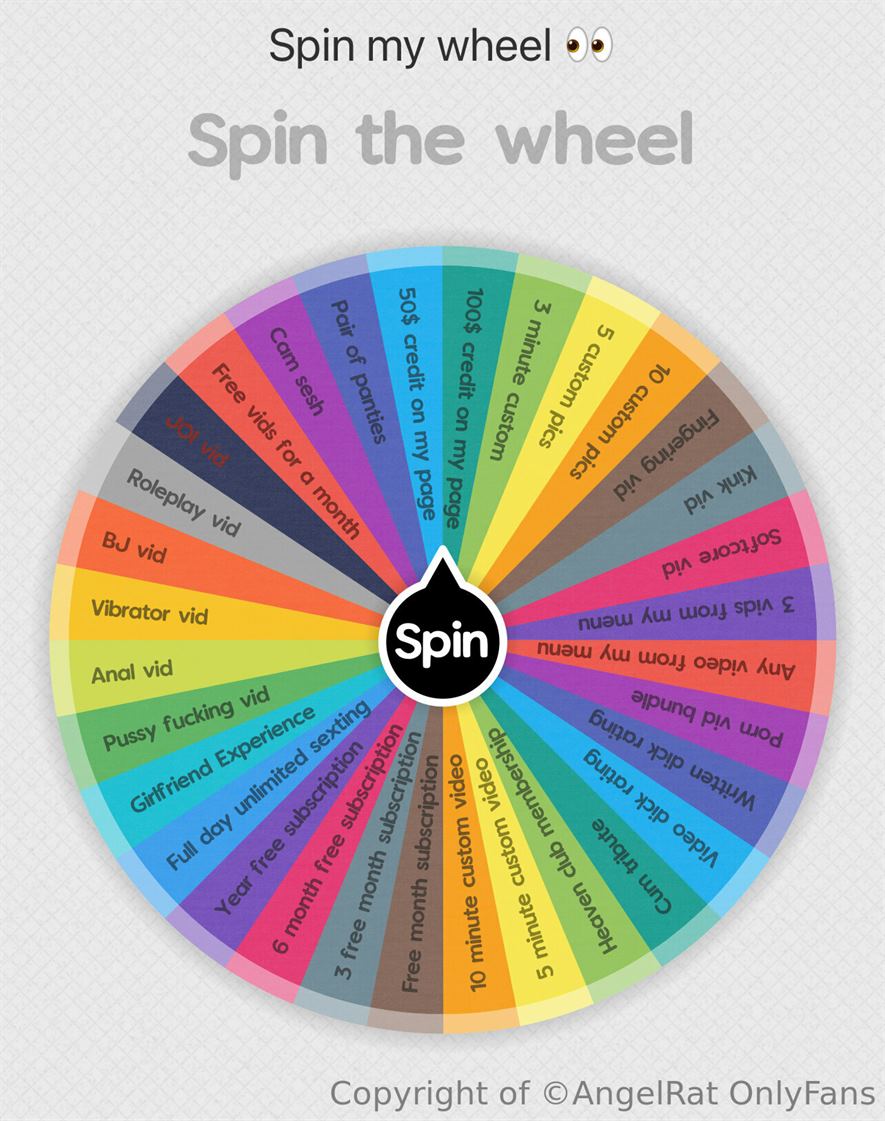 Spin my wheel 👀
Spin the wheel
100$ credit on my page
3 minute custom
5 custom pics
10 custom pics
Fingering vid
Kink vid
Softcore vid
3 vids from my menu
Any video from my menu
Porn vid bundle
Written dick rating
Video dick rating
Cum tribute
Heaven club membership
5 minute custom video
10 minute custom video
Free month subscription
3 free month subscription
6 month free subscription
Year free subscription
Full day unlimited sexting
Girlfriend Experience
Pussy fucking vid
Anal vid
Vibrator vid
BJ vid
Roleplay vid
JOI vid
Free vids for a month
Cam sesh
Pair of panties
50$ credit on my page
Spin
Copyright of ©AngelRat OnlyFans